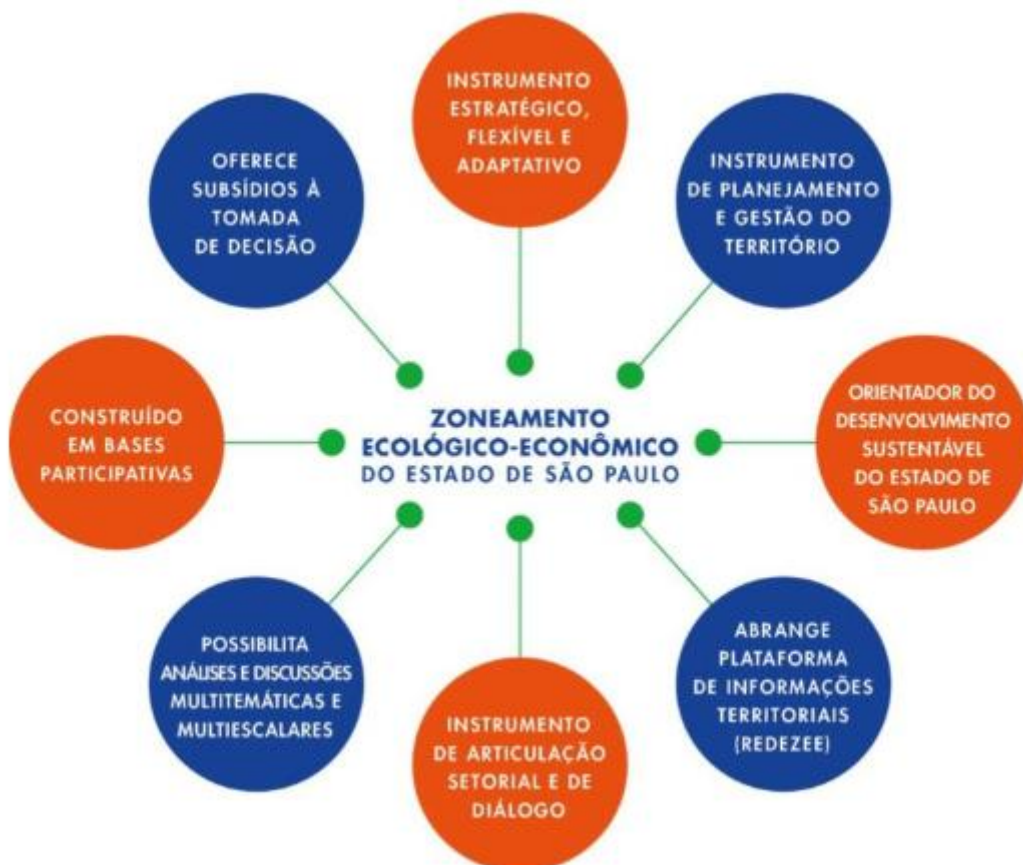 INSTRUMENTO
ESTRATÉGICO,
FLEXÍVEL E
ADAPTATIVO
OFERECE
SUBSÍDIOS À
TOMADA
DE DECISÃO
INSTRUMENTO
DE PLANEJAMENTO
E GESTÃO DO
TERRITÓRIO
CONSTRUÍDO
EM BASES
PARTICIPATIVAS
ZONEAMENTO
ECOLÓGICO-ECONÔMICO
DO ESTADO DE SÃO PAULO
ORIENTADOR DO
DESENVOLVIMENTO
SUSTENTÁVEL
DO ESTADO DE
SÃO PAULO
POSSIBILITA
ANÁLISES E DISCUSSÕES
MULTITEMÁTICAS E
MULTIESCALARES
INSTRUMENTO
DE ARTICULAÇÃO
SETORIAL E DE
DIÁLOGO
ABRANGE
PLATAFORMA
DE INFORMAÇÕES
TERRITORIAIS
(REDEZEE)